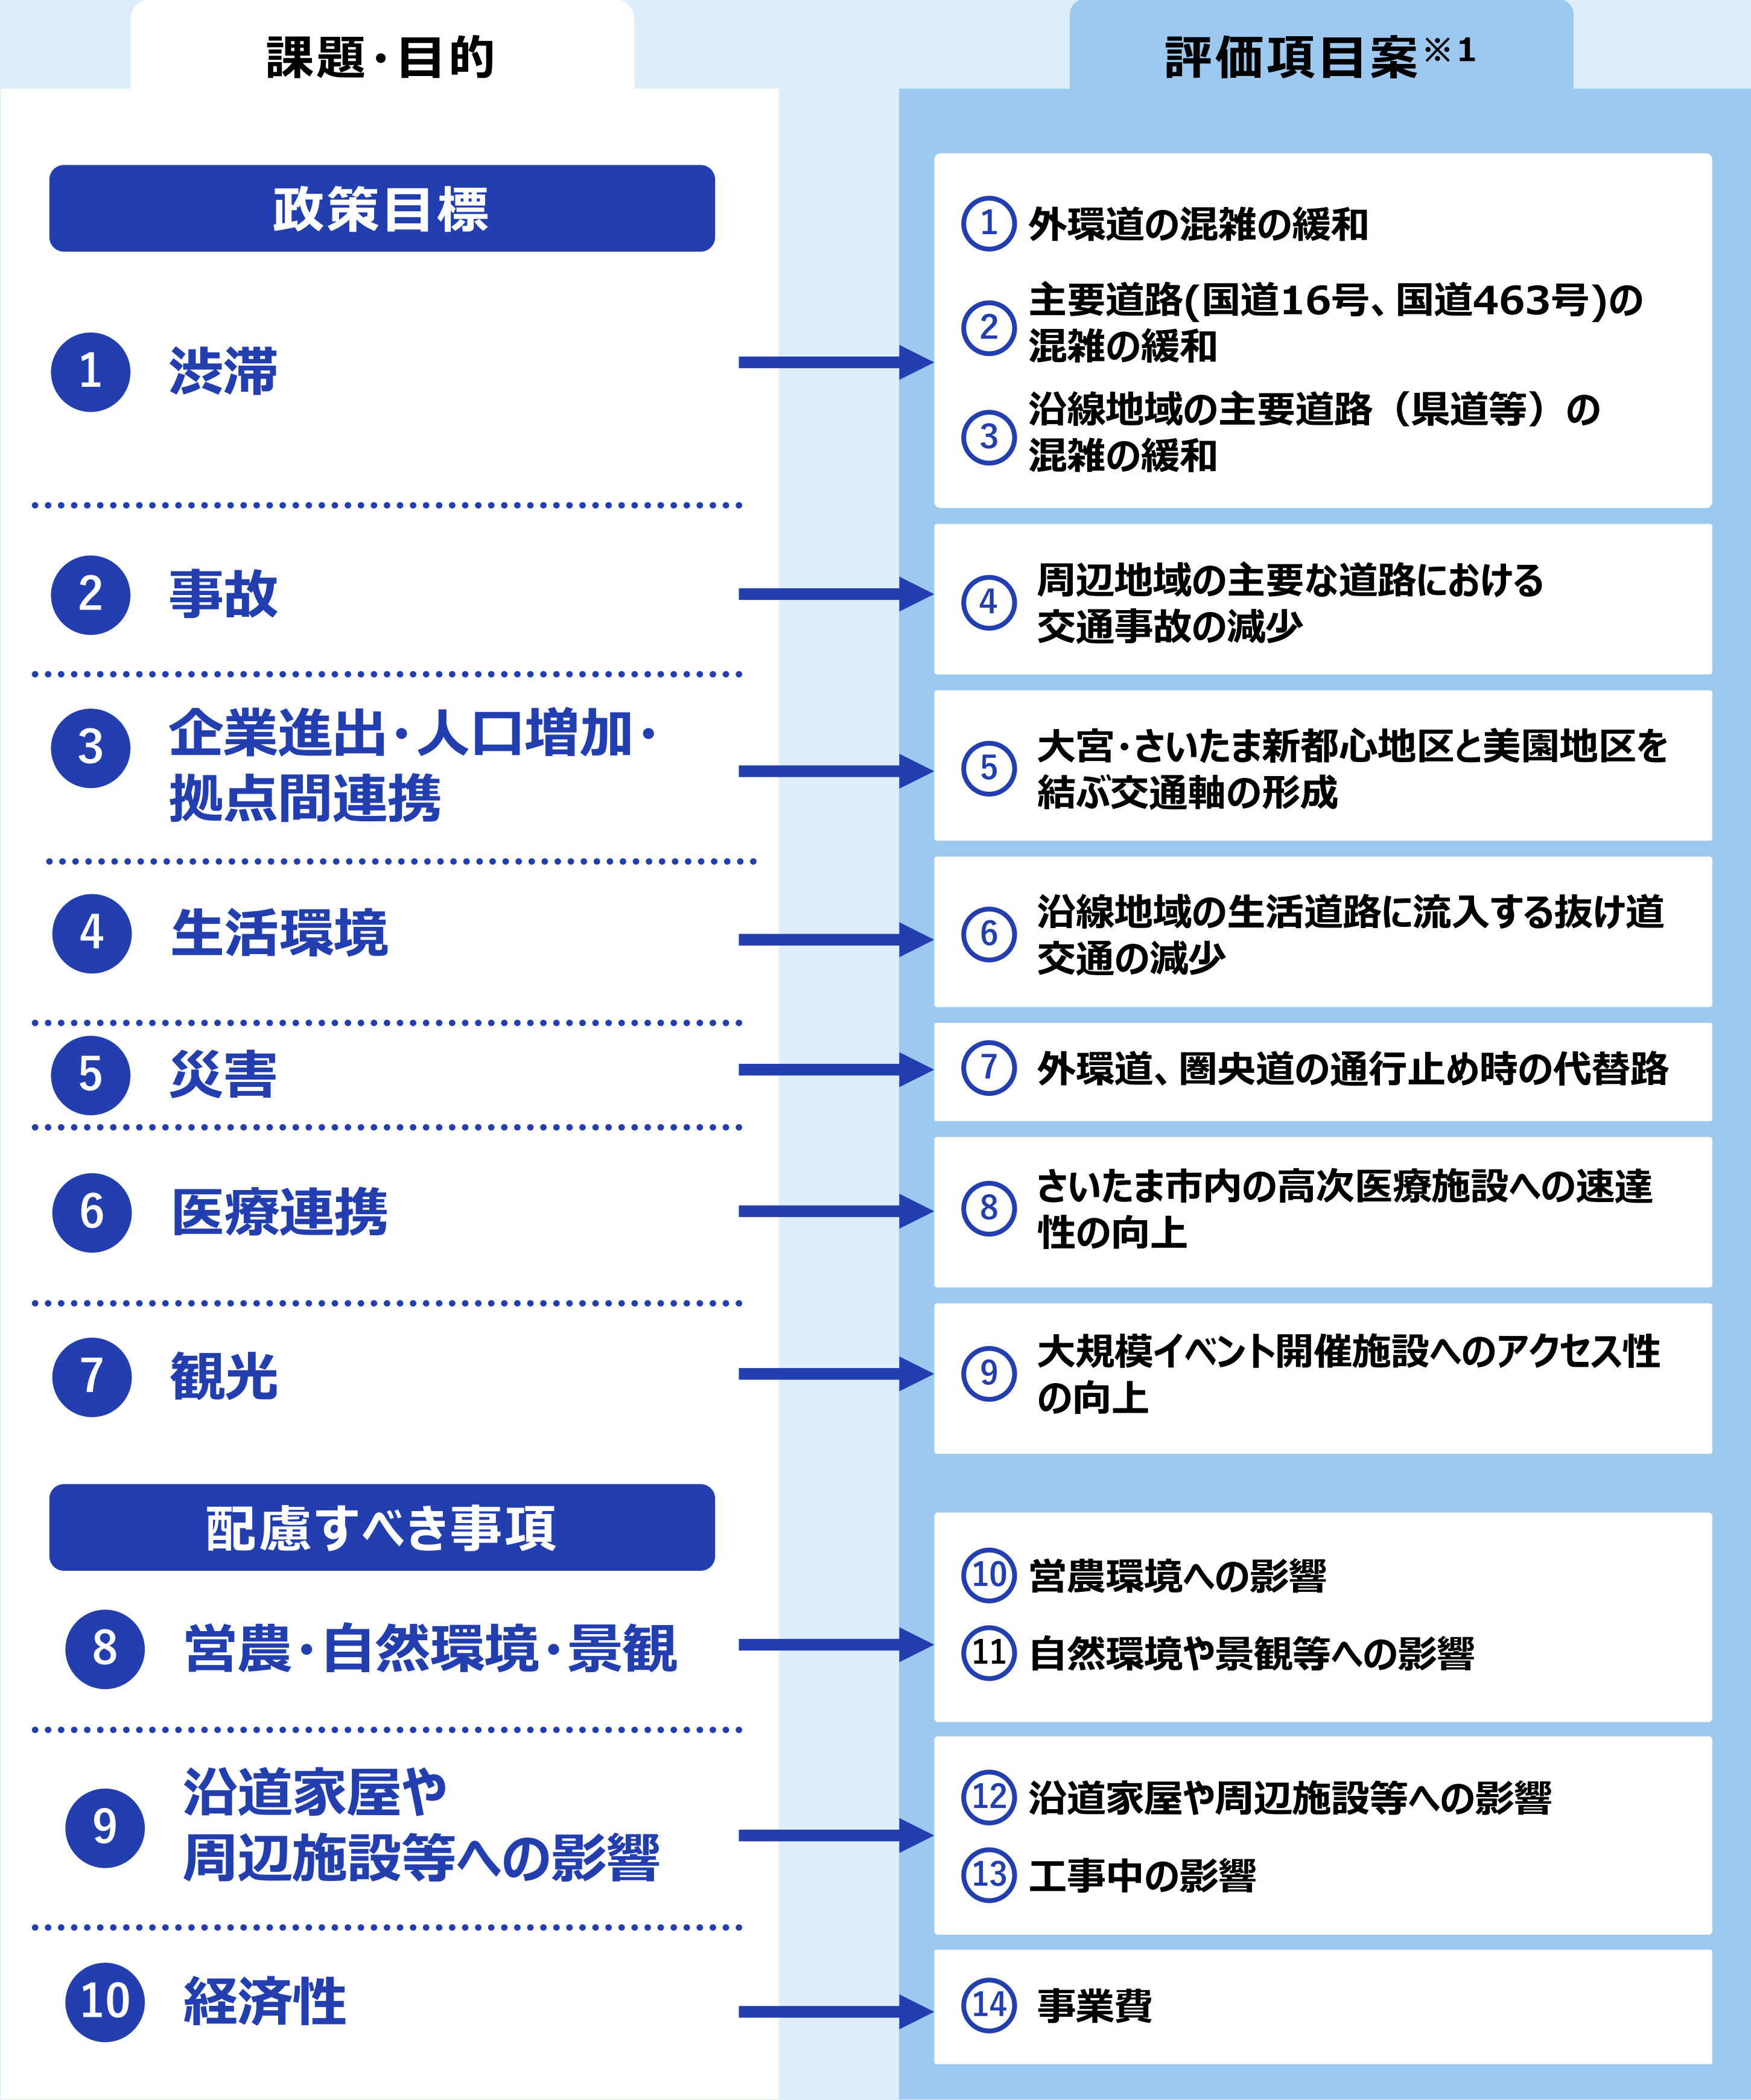 課題・目的
評価項目案※1
政策目標
1 渋滞
① 外環道の混雑の緩和
② 主要道路(国道16号、国道463号)の
混雑の緩和
③ 沿線地域の主要道路（県道等）の
混雑の緩和
2 事故
④ 周辺地域の主要な道路における
交通事故の減少
3 企業進出・人口増加・
拠点間連携
⑤ 大宮・さいたま新都心地区と美園地区を
結ぶ交通軸の形成
4 生活環境
⑥ 沿線地域の生活道路に流入する抜け道
交通の減少
5 災害
⑦ 外環道、圏央道の通行止め時の代替路
6 医療連携
⑧ さいたま市内の高次医療施設への速達
性の向上
7 観光
⑨ 大規模イベント開催施設へのアクセス性
の向上
配慮すべき事項
8 営農・自然環境・景観
⑩ 営農環境への影響
⑪ 自然環境や景観等への影響
9 沿道家屋や
周辺施設等への影響
⑫ 沿道家屋や周辺施設等への影響
⑬ 工事中の影響
10 経済性
⑭ 事業費